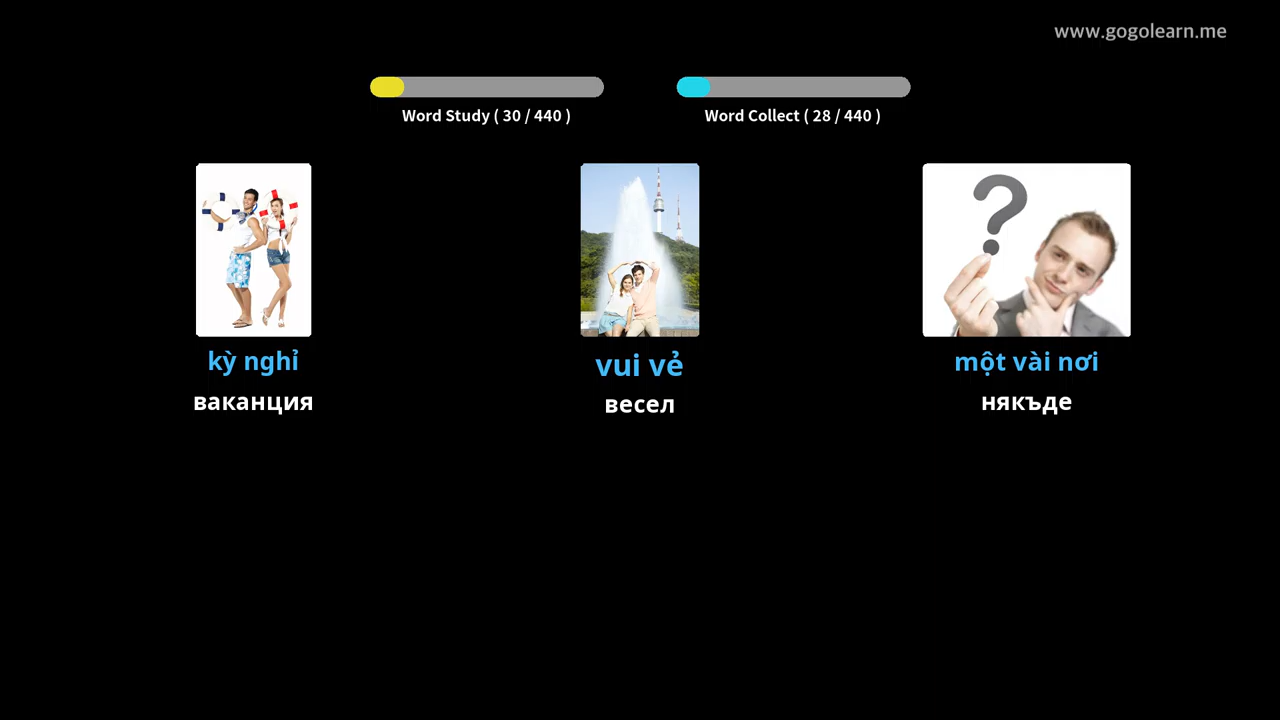 www.gogolearn.me
Word Study ( 30 / 440 )
Word Collect ( 28 / 440 )
kỳ nghỉ
vui vẻ
một vài nơi
ваканция
весел
някъде